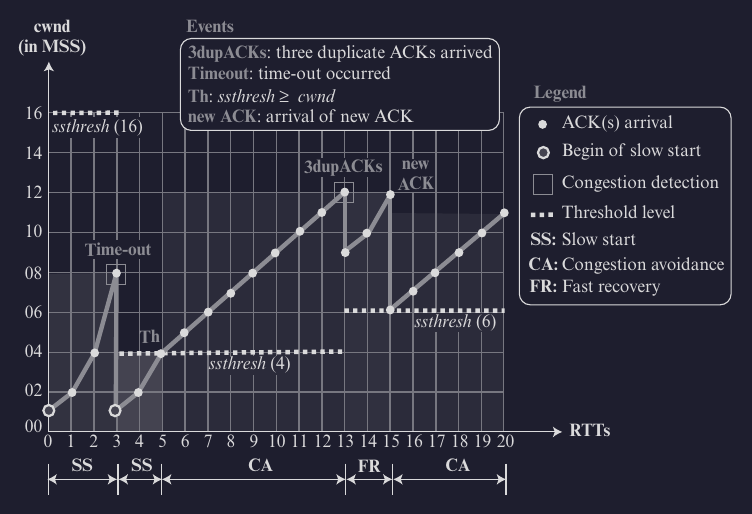 cwnd
(in MSS)
Events
3dupACKs: three duplicate ACKs arrived
Timeout: time-out occurred
Th: ssthresh ≥ cwnd
new ACK: arrival of new ACK
Legend
ACK(s) arrival
Begin of slow start
Congestion detection
Threshold level
SS: Slow start
CA: Congestion avoidance
FR: Fast recovery
16
ssthresh (16)
14
3dupACKs
new
ACK
12
10
Time-out
08
06
ssthresh (6)
Th
04
ssthresh (4)
02
00
0 1 2 3 4 5 6 7 8 9 10 11 12 13 14 15 16 17 18 19 20
RTTs
SS SS CA FR CA